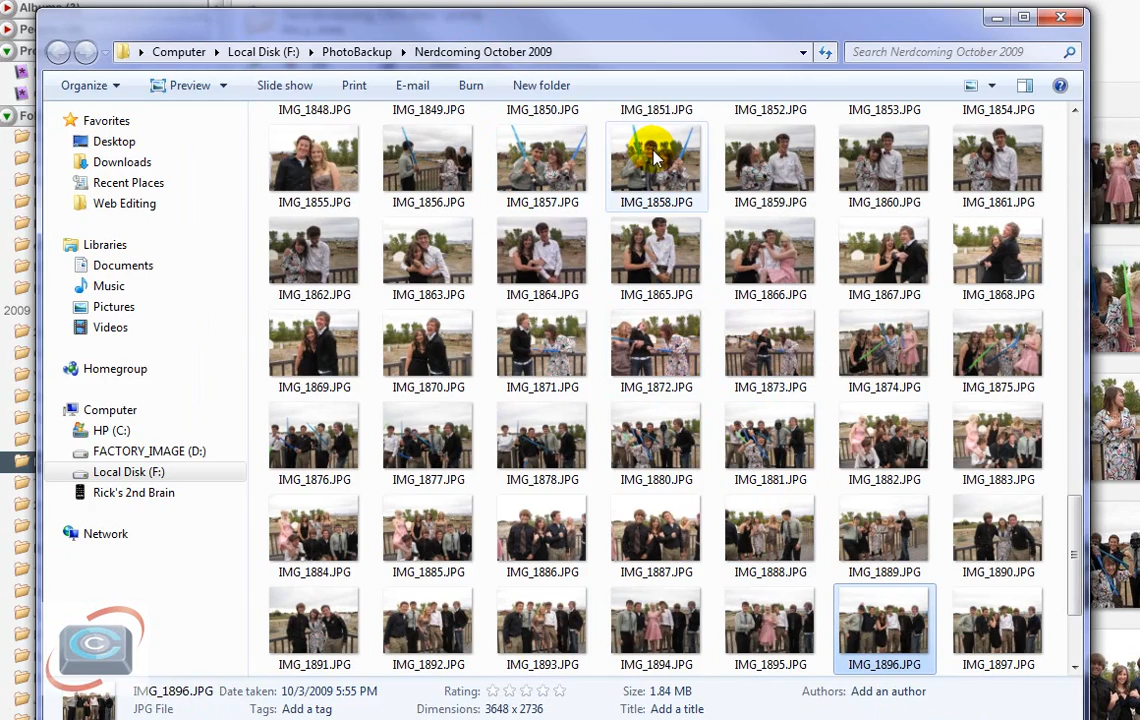 Computer Local Disk (F:) PhotoBackup Nerdcoming October 2009
Search Nerdcoming October 2009
Organize Preview Slide show Print E-mail Burn New folder
Favorites
Desktop
Downloads
Recent Places
Web Editing
Libraries
Documents
Music
Pictures
Videos
Homegroup
Computer
HP (C:)
FACTORY_IMAGE (D:)
Local Disk (F:)
Rick's 2nd Brain
Network
2009
IMG_1848.JPG IMG_1849.JPG IMG_1850.JPG IMG_1851.JPG IMG_1852.JPG IMG_1853.JPG IMG_1854.JPG
IMG_1855.JPG IMG_1856.JPG IMG_1857.JPG IMG_1858.JPG IMG_1859.JPG IMG_1860.JPG IMG_1861.JPG
IMG_1862.JPG IMG_1863.JPG IMG_1864.JPG IMG_1865.JPG IMG_1866.JPG IMG_1867.JPG IMG_1868.JPG
IMG_1869.JPG IMG_1870.JPG IMG_1871.JPG IMG_1872.JPG IMG_1873.JPG IMG_1874.JPG IMG_1875.JPG
IMG_1876.JPG IMG_1877.JPG IMG_1878.JPG IMG_1880.JPG IMG_1881.JPG IMG_1882.JPG IMG_1883.JPG
IMG_1884.JPG IMG_1885.JPG IMG_1886.JPG IMG_1887.JPG IMG_1888.JPG IMG_1889.JPG IMG_1890.JPG
IMG_1891.JPG IMG_1892.JPG IMG_1893.JPG IMG_1894.JPG IMG_1895.JPG IMG_1896.JPG IMG_1897.JPG
IMG_1896.JPG Date taken: 10/3/2009 5:55 PM Rating: Size: 1.84 MB Authors: Add an author
JPG File Tags: Add a tag Dimensions: 3648 x 2736 Title: Add a title